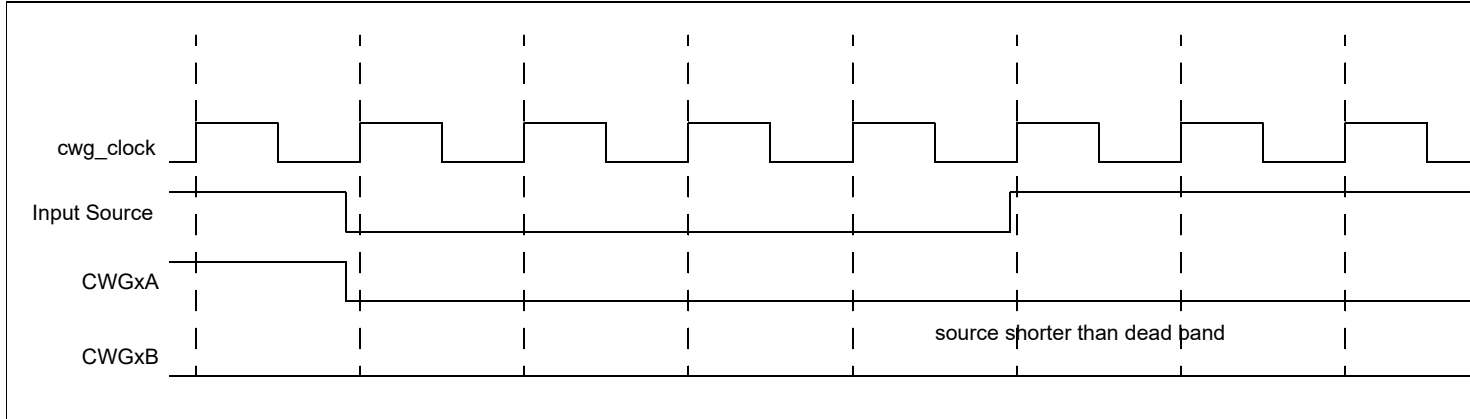 cwg_clock
Input Source
CWGxA
source shorter than dead band
CWGxB